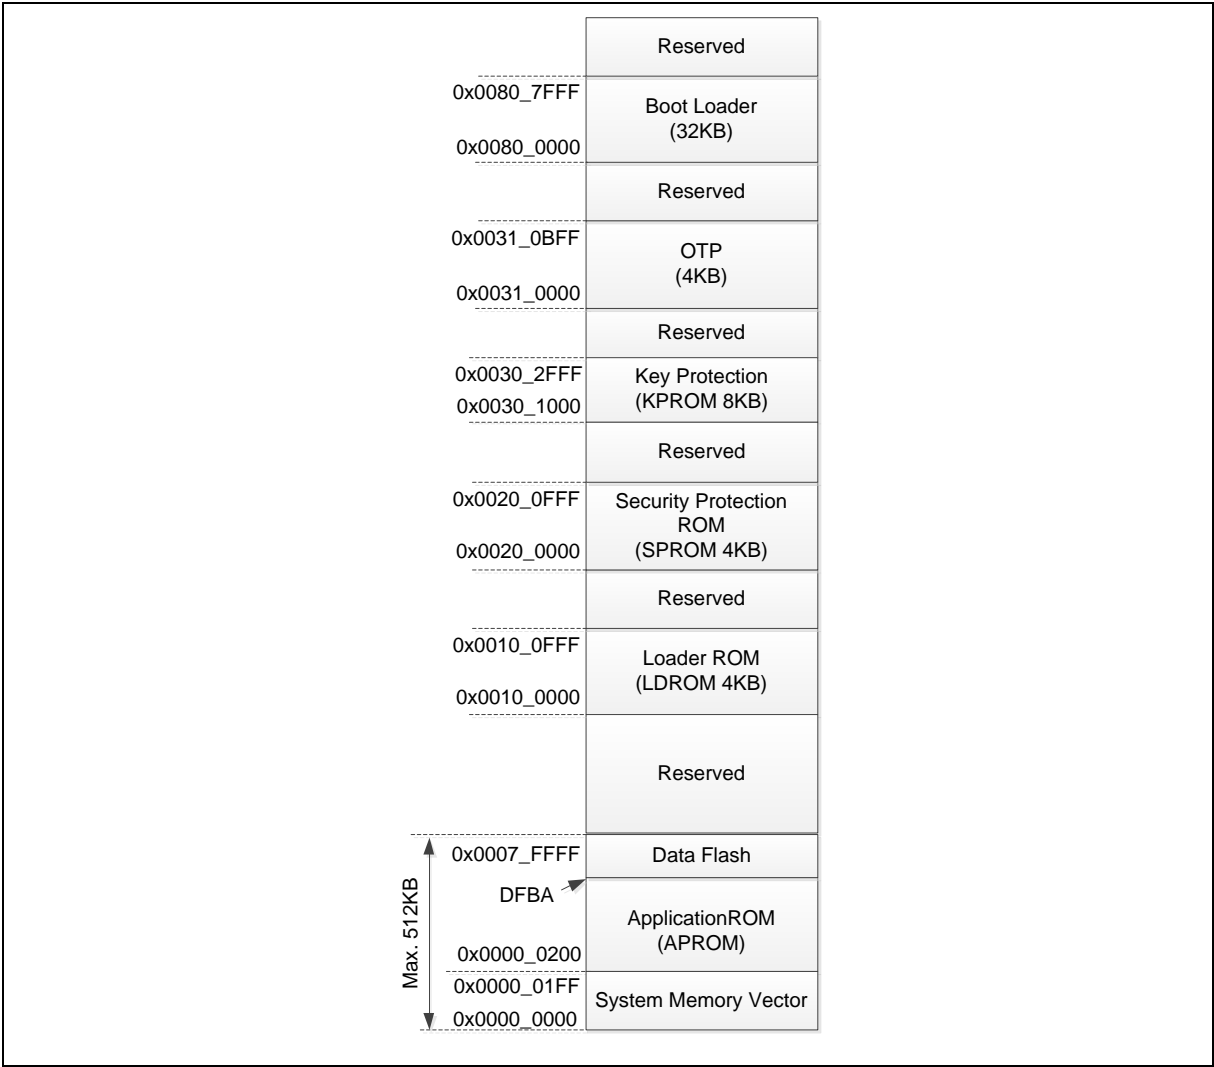 Reserved
0x0080_7FFF
Boot Loader
(32KB)
0x0080_0000
Reserved
0x0031_0BFF
OTP
(4KB)
0x0031_0000
Reserved
0x0030_2FFF
Key Protection
(KPROM 8KB)
0x0030_1000
Reserved
0x0020_0FFF
Security Protection
ROM
(SPROM 4KB)
0x0020_0000
Reserved
0x0010_0FFF
Loader ROM
(LDROM 4KB)
0x0010_0000
Reserved
Max. 512KB
0x0007_FFFF
Data Flash
DFBA
ApplicationROM
(APROM)
0x0000_0200
0x0000_01FF
System Memory Vector
0x0000_0000